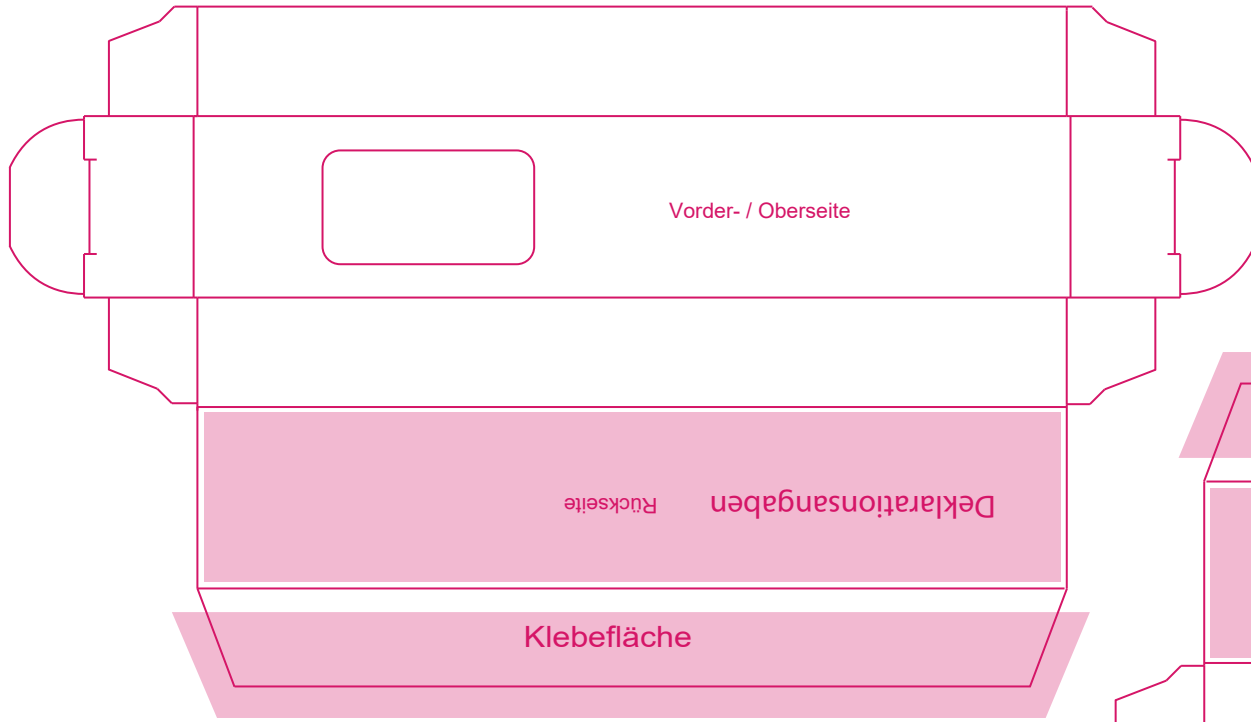 Vorder- / Oberseite
Deklarationsangaben Rückseite
Klebefläche